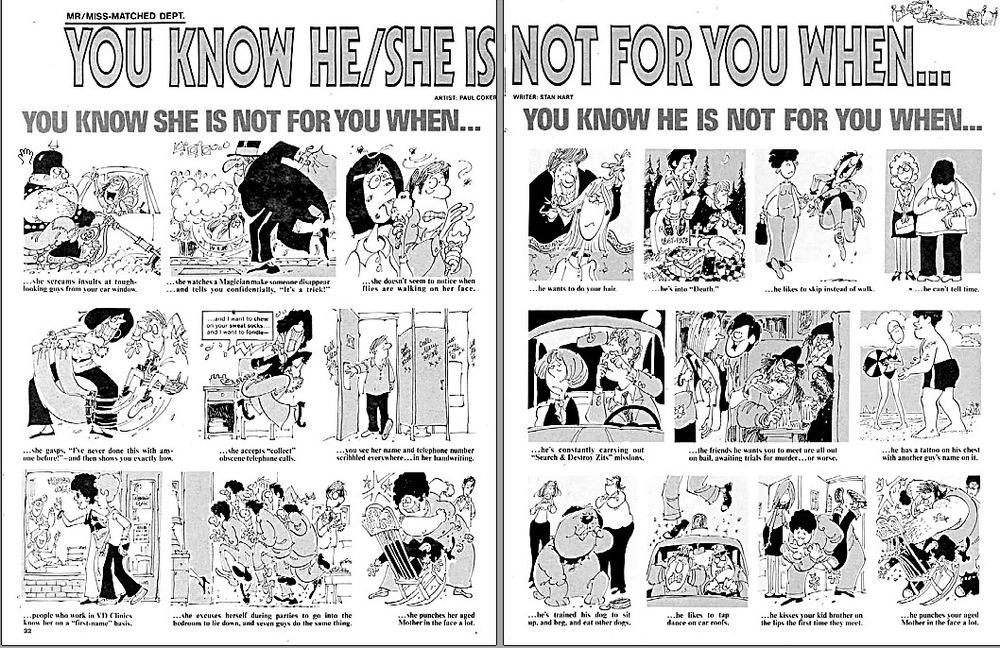 MR/MISS-MATCHED DEPT.
YOU KNOW HE/SHE IS NOT FOR YOU WHEN...
ARTIST: PAUL COKER
WRITER: STAN HART
YOU KNOW SHE IS NOT FOR YOU WHEN...
...she screams insults at tough-
looking guys from your car window.
...she watches a Magician make someone disappear
and tells you confidentially, "It's a trick!"
...she doesn't seem to notice when
flies are walking on her face.
...she gasps, "I've never done this with any-
one before!"—and then shows you exactly how.
...and I want to chew
on your sweat socks...
and I want to fondle—
...she accepts "collect"
obscene telephone calls.
...you see her name and telephone number
scribbled everywhere...in her handwriting.
...people who work in VD Clinics
know her on a "first-name" basis.
...she excuses herself during parties to go into the
bedroom to lie down, and seven guys do the same thing.
...she punches her aged
Mother in the face a lot.
32
YOU KNOW HE IS NOT FOR YOU WHEN...
...he wants to do your hair.
...he's into "Death."
...he likes to skip instead of walk.
...he can't tell time.
...he's constantly carrying out
"Search & Destroy Zits" missions.
...the friends he wants you to meet are all out
on bail, awaiting trials for murder...or worse.
...he has a tattoo on his chest
with another guy's name on it.
...he's trained his dog to sit
up, and beg, and eat other dogs.
...he likes to tap
dance on car roofs.
...he kisses your kid brother on
the lips the first time they meet.
...he punches your aged
Mother in the face a lot.